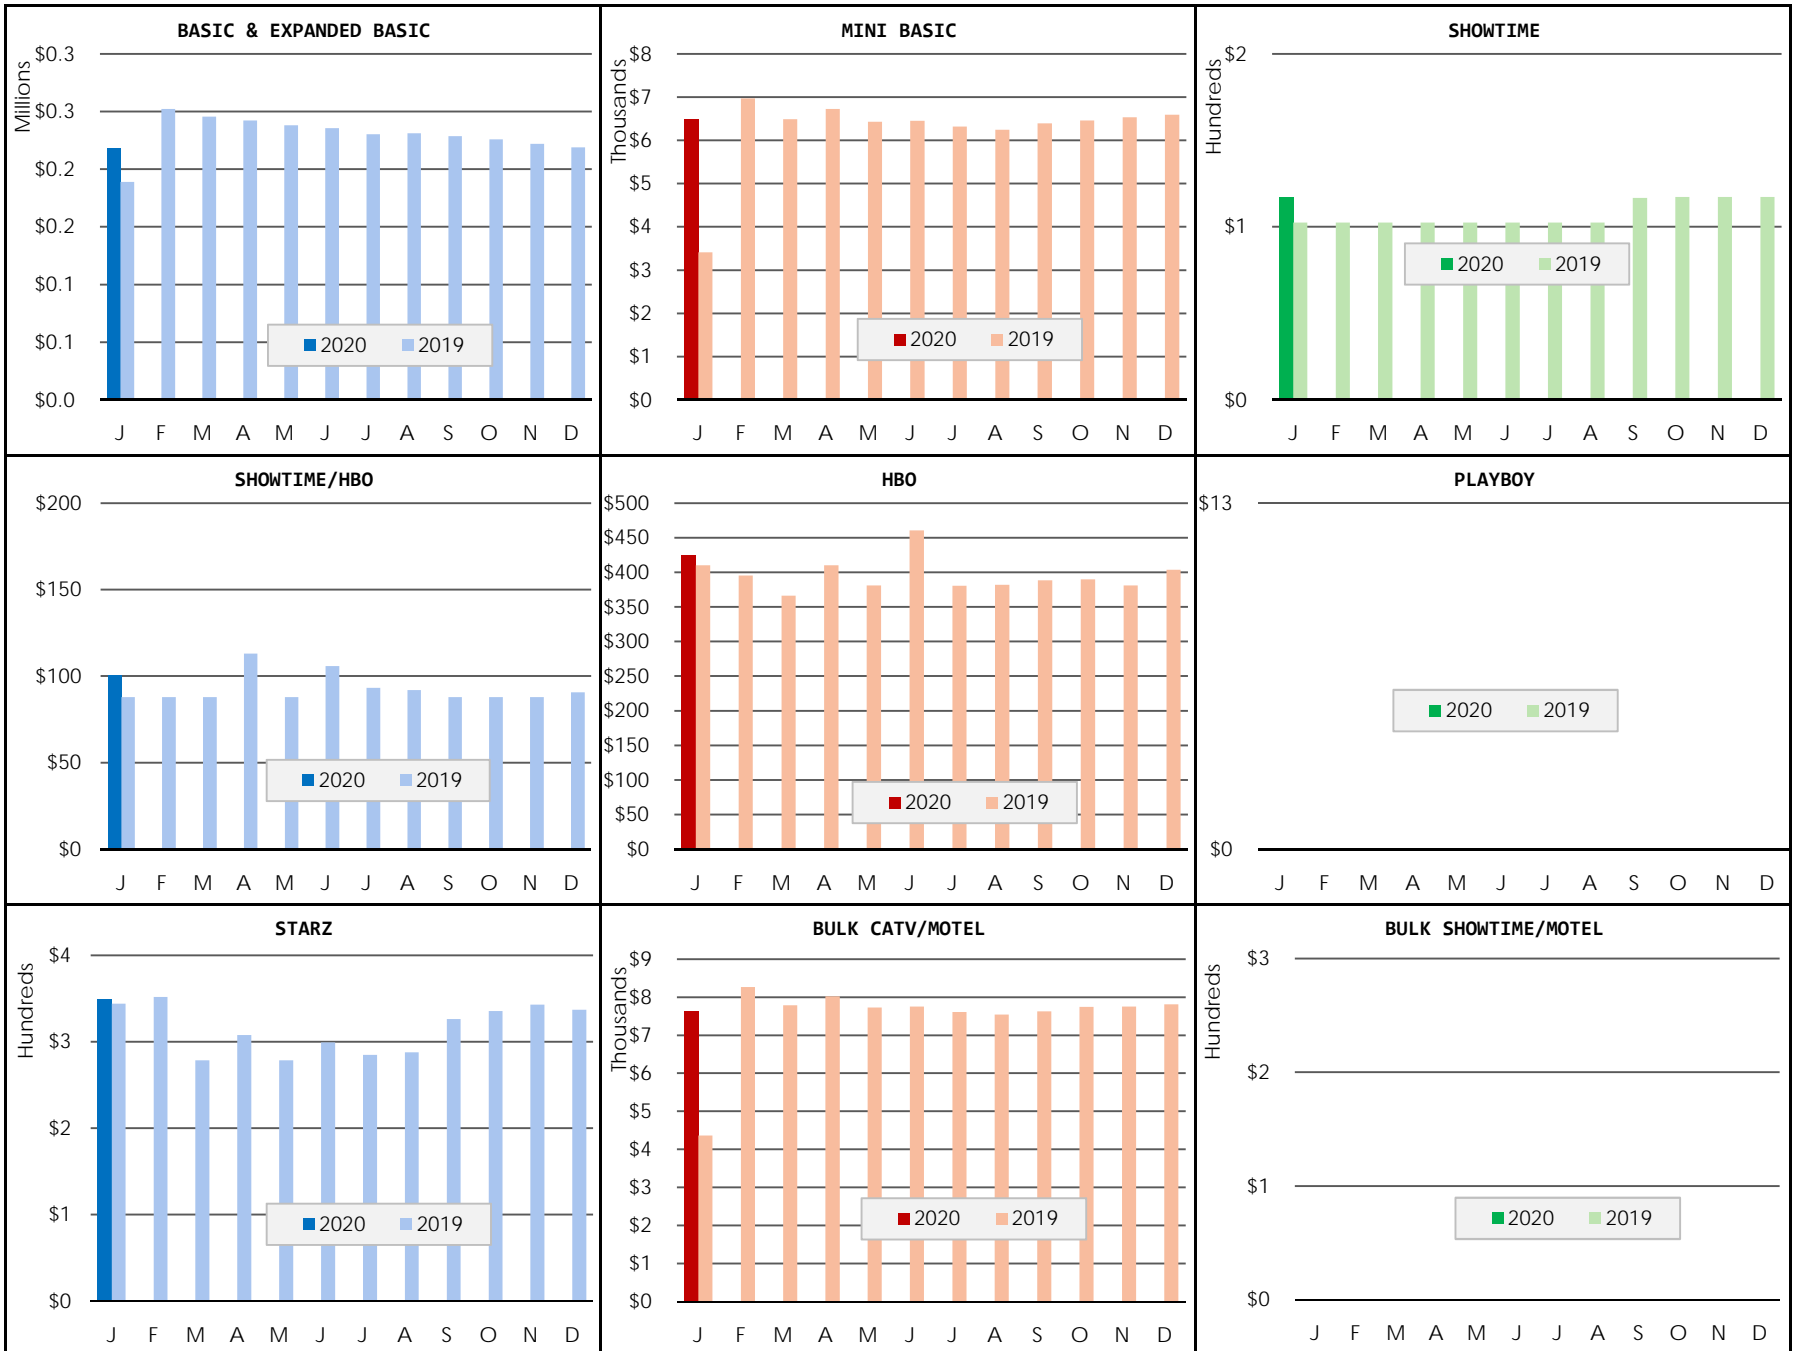 BASIC & EXPANDED BASIC
Millions
$0.3
$0.3
$0.2
$0.2
$0.1
$0.1
$0.0
2020 2019
J F M A M J J A S O N D
MINI BASIC
Thousands
$8
$7
$6
$5
$4
$3
$2
$1
$0
2020 2019
J F M A M J J A S O N D
SHOWTIME
Hundreds
$2
$1
$0
2020 2019
J F M A M J J A S O N D
SHOWTIME/HBO
$200
$150
$100
$50
$0
2020 2019
J F M A M J J A S O N D
HBO
$500
$450
$400
$350
$300
$250
$200
$150
$100
$50
$0
2020 2019
J F M A M J J A S O N D
PLAYBOY
$13
$0
2020 2019
J F M A M J J A S O N D
STARZ
Hundreds
$4
$3
$2
$1
$0
2020 2019
J F M A M J J A S O N D
BULK CATV/MOTEL
Thousands
$9
$8
$7
$6
$5
$4
$3
$2
$1
$0
2020 2019
J F M A M J J A S O N D
BULK SHOWTIME/MOTEL
Hundreds
$3
$2
$1
$0
2020 2019
J F M A M J J A S O N D